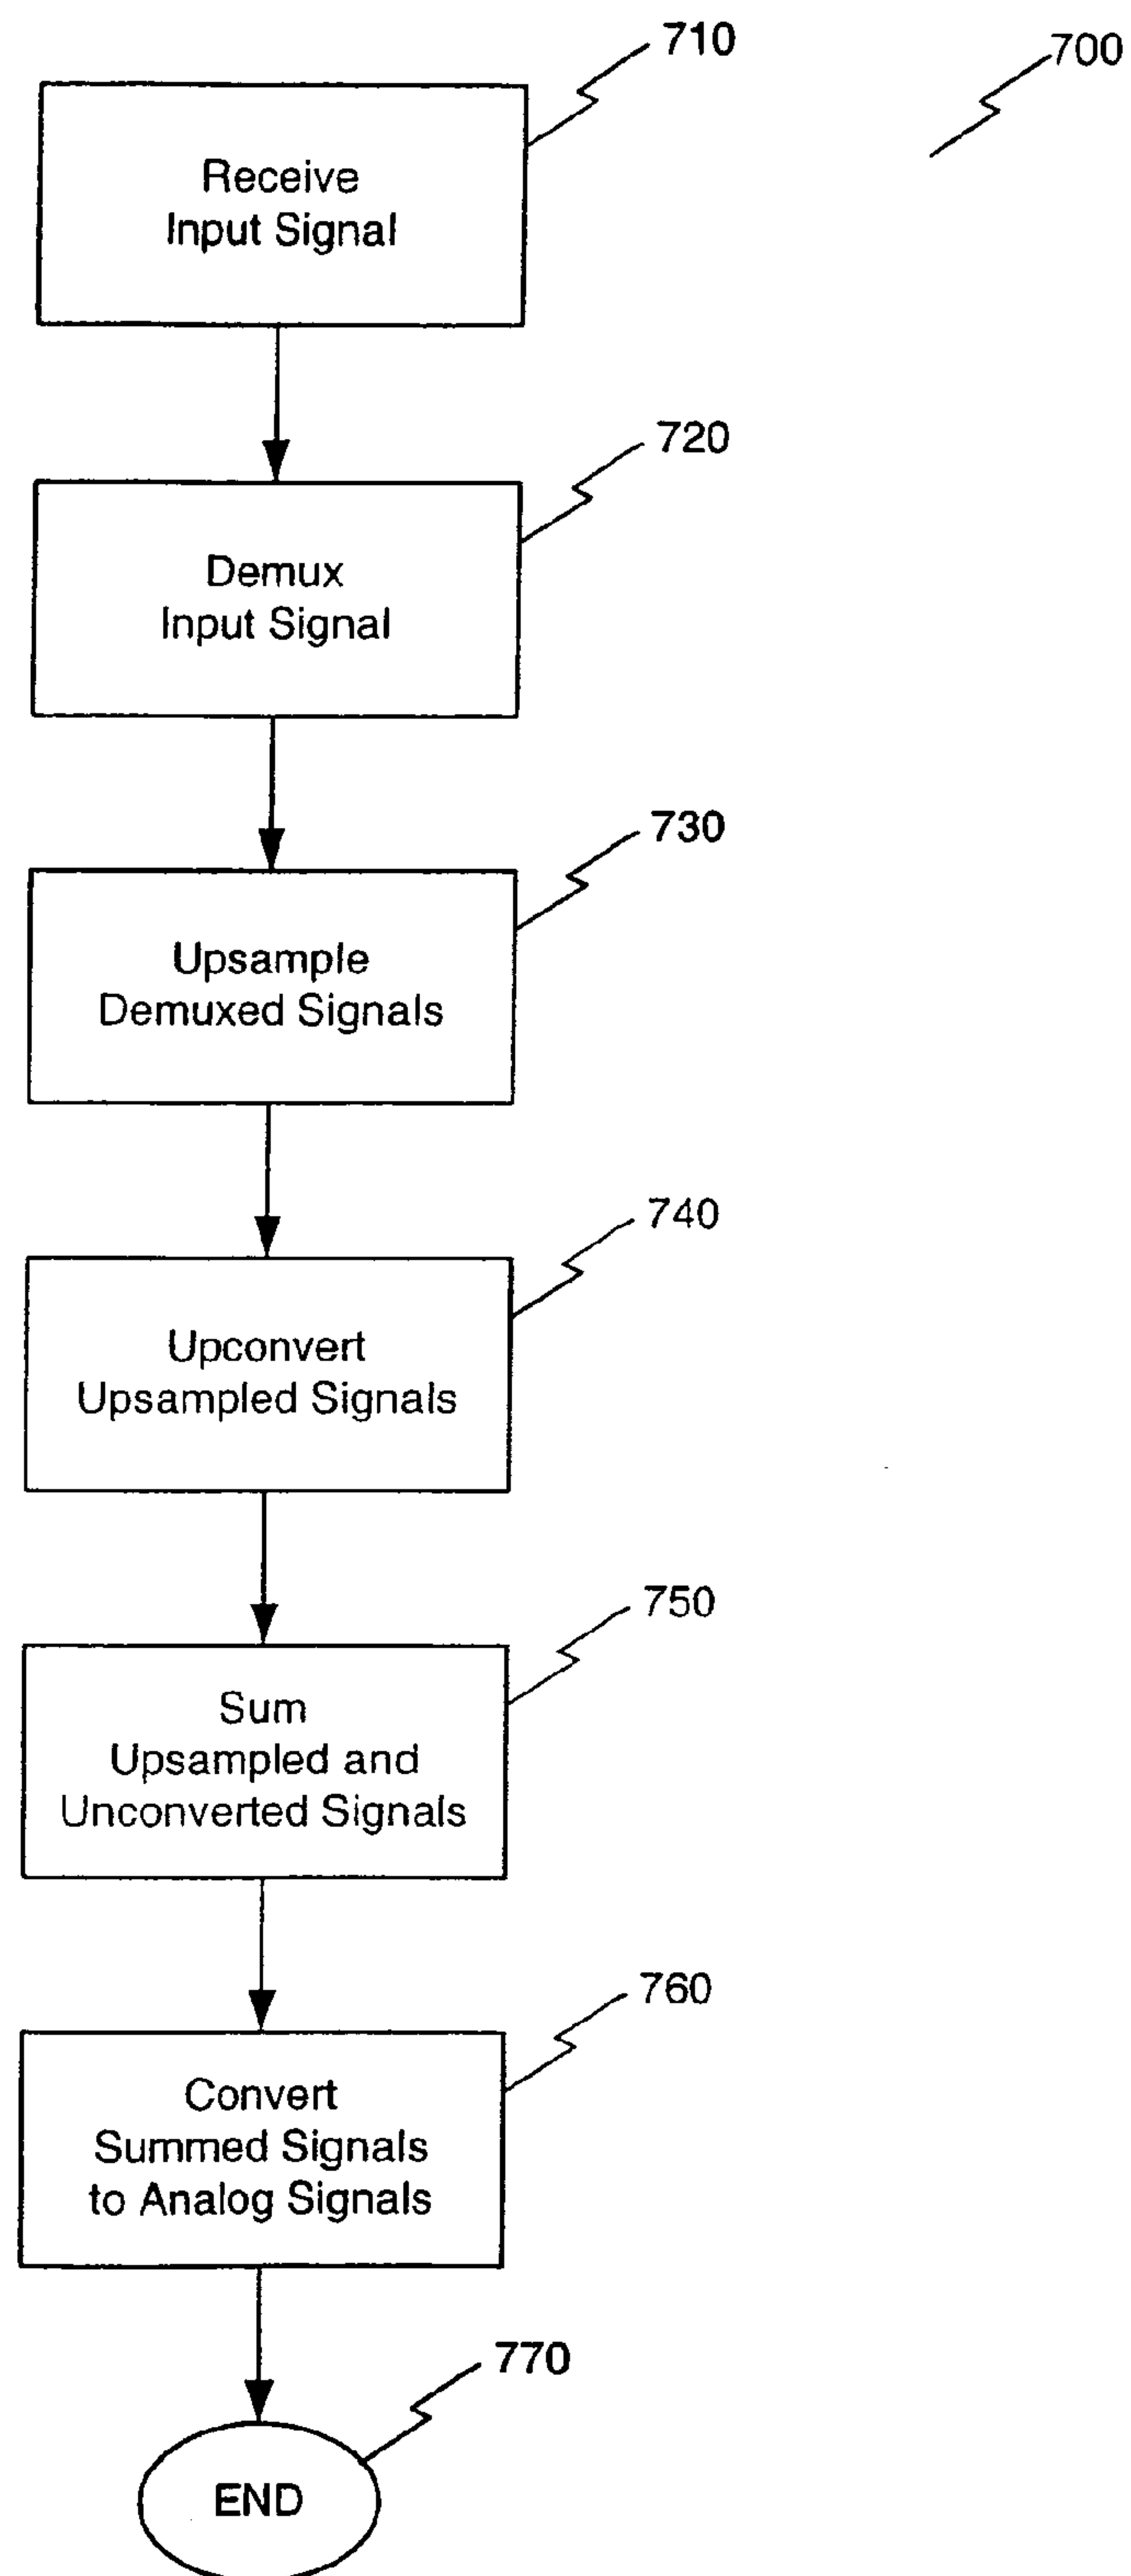 710
700
Receive
Input Signal
720
Demux
Input Signal
730
Upsample
Demuxed Signals
740
Upconvert
Upsampled Signals
750
Sum
Upsampled and
Unconverted Signals
760
Convert
Summed Signals
to Analog Signals
770
END